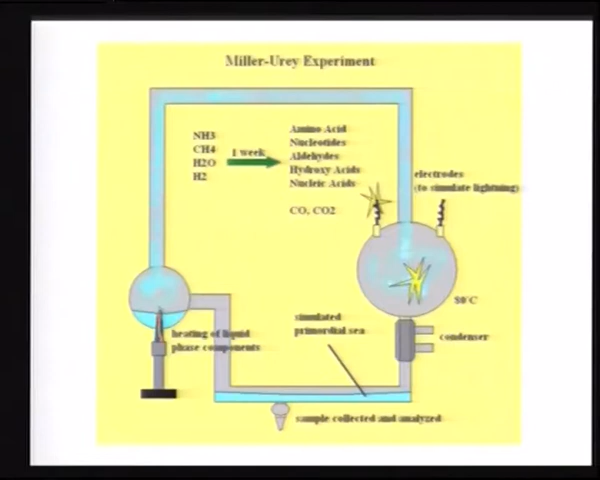 Miller-Urey Experiment
NH3
CH4
H2O
H2
1 week
Amino Acid
Nucleotides
Aldehydes
Hydroxy Acids
Nucleic Acids
CO, CO2
electrodes
(to simulate lightning)
80°C
simulated
primordial sea
heating of liquid
phase components
condenser
sample collected and analyzed